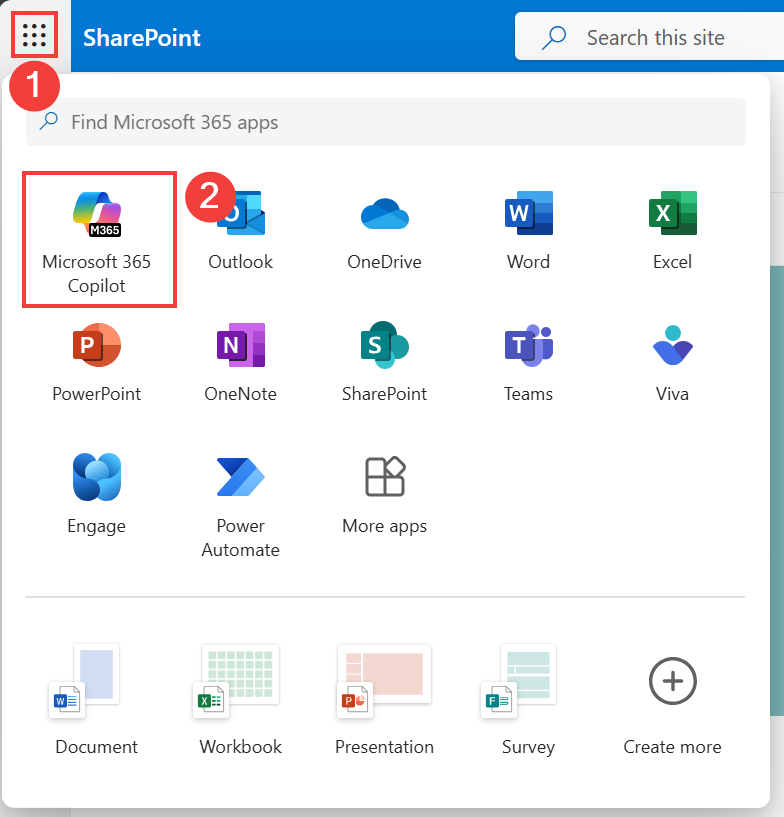 SharePoint
Search this site
1
Find Microsoft 365 apps
2
M365
Microsoft 365
Copilot
O
Outlook
OneDrive
W
Word
X
Excel
P
PowerPoint
N
OneNote
S
SharePoint
T
Teams
Viva
Engage
Power
Automate
More apps
W
Document
X
Workbook
P
Presentation
F
Survey
Create more